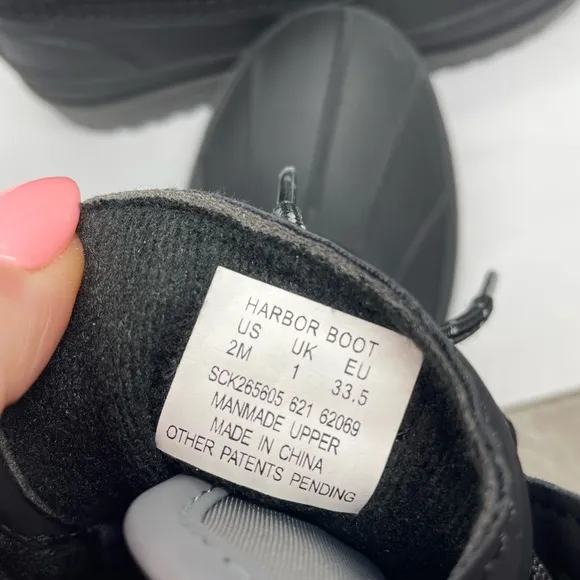 HARBOR BOOT
US UK EU
2M 1 33.5
SCK265605 621 62069
MANMADE UPPER
MADE IN CHINA
OTHER PATENTS PENDING